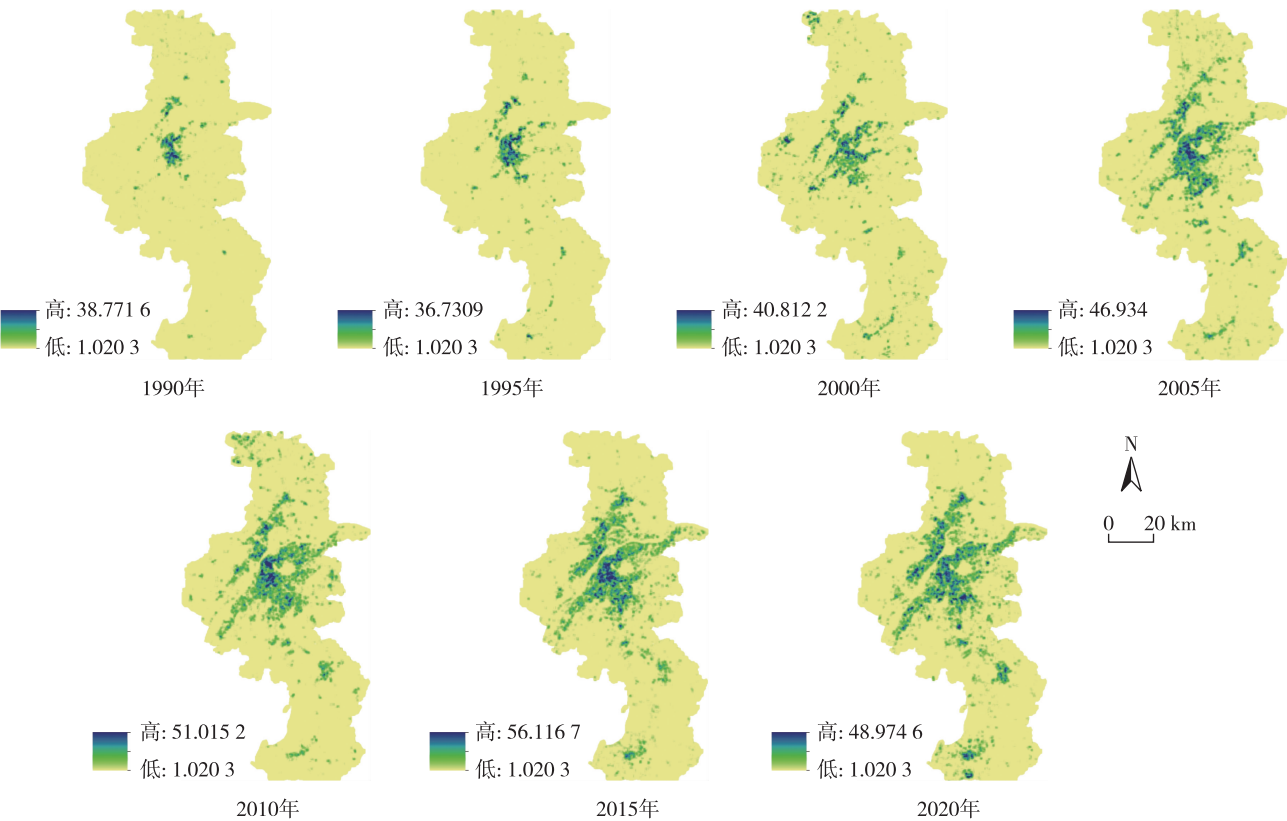 高: 38.771 6
低: 1.020 3
1990年
高: 36.7309
低: 1.020 3
1995年
高: 40.812 2
低: 1.020 3
2000年
高: 46.934
低: 1.020 3
2005年
高: 51.015 2
低: 1.020 3
2010年
高: 56.116 7
低: 1.020 3
2015年
高: 48.974 6
低: 1.020 3
2020年
N
0 20 km